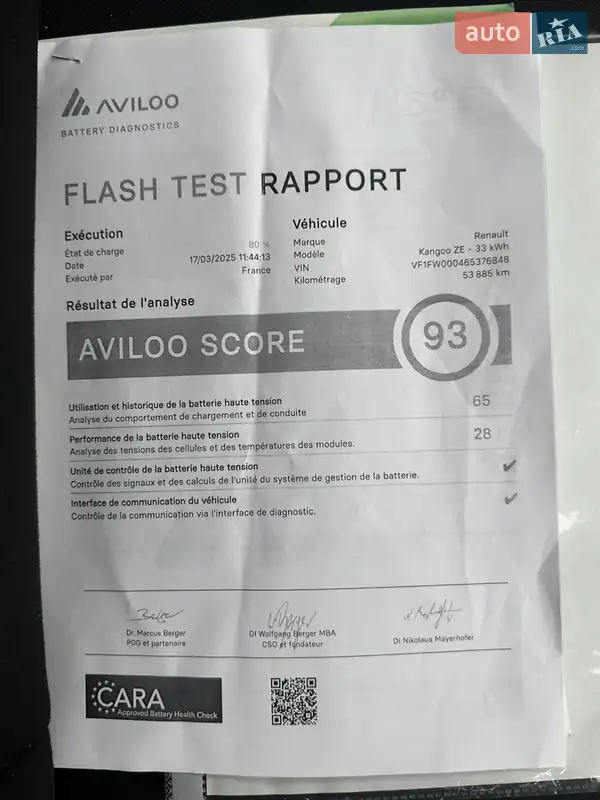 auto RIA .com
AVILOO
BATTERY DIAGNOSTICS
FLASH TEST RAPPORT
Exécution
État de charge 80 %
Date 17/03/2025 11:44:13
Exécuté par France
Véhicule
Marque Renault
Modèle Kangoo ZE - 33 kWh
VIN VF1FW000465376848
Kilométrage 53 885 km
Résultat de l'analyse
AVILOO SCORE 93
Utilisation et historique de la batterie haute tension 65
Analyse du comportement de chargement et de conduite
Performance de la batterie haute tension 28
Analyse des tensions des cellules et des températures des modules.
Unité de contrôle de la batterie haute tension ✔
Contrôle des signaux et des calculs de l'unité du système de gestion de la batterie.
Interface de communication du véhicule ✔
Contrôle de la communication via l'interface de diagnostic.
Dr. Marcus Berger
PDG et partenaire
DI Wolfgang Berger MBA
CSO et fondateur
DI Nikolaus Mayerhofer
CARA
Approved Battery Health Check